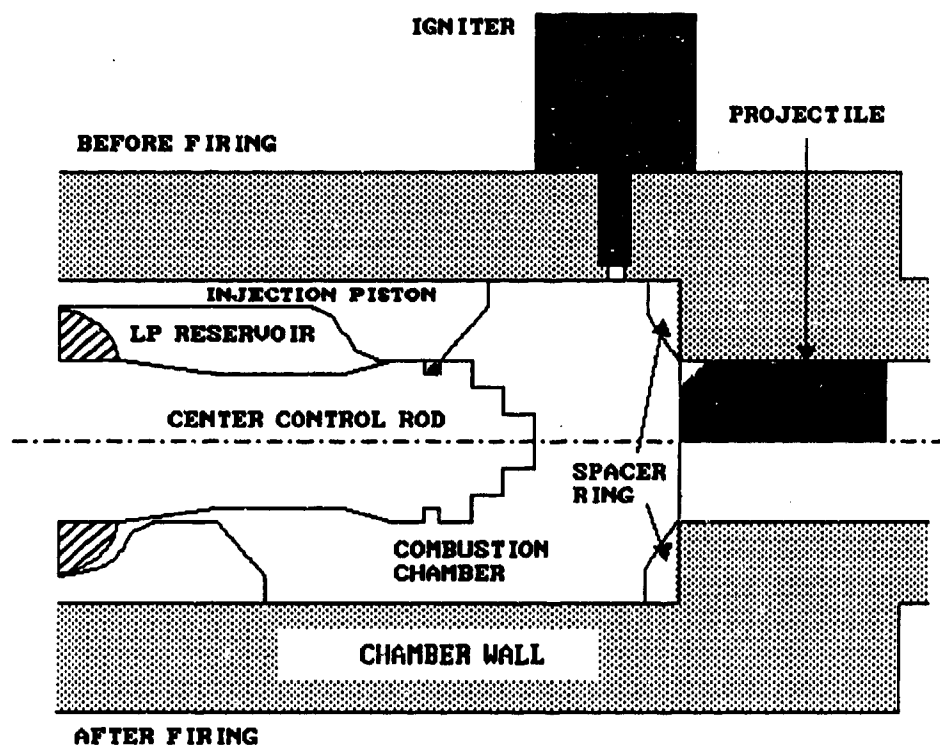 IGNITER
PROJECTILE
BEFORE FIRING
INJECTION PISTON
LP RESERVOIR
CENTER CONTROL ROD
SPACER
RING
COMBUSTION
CHAMBER
CHAMBER WALL
AFTER FIRING